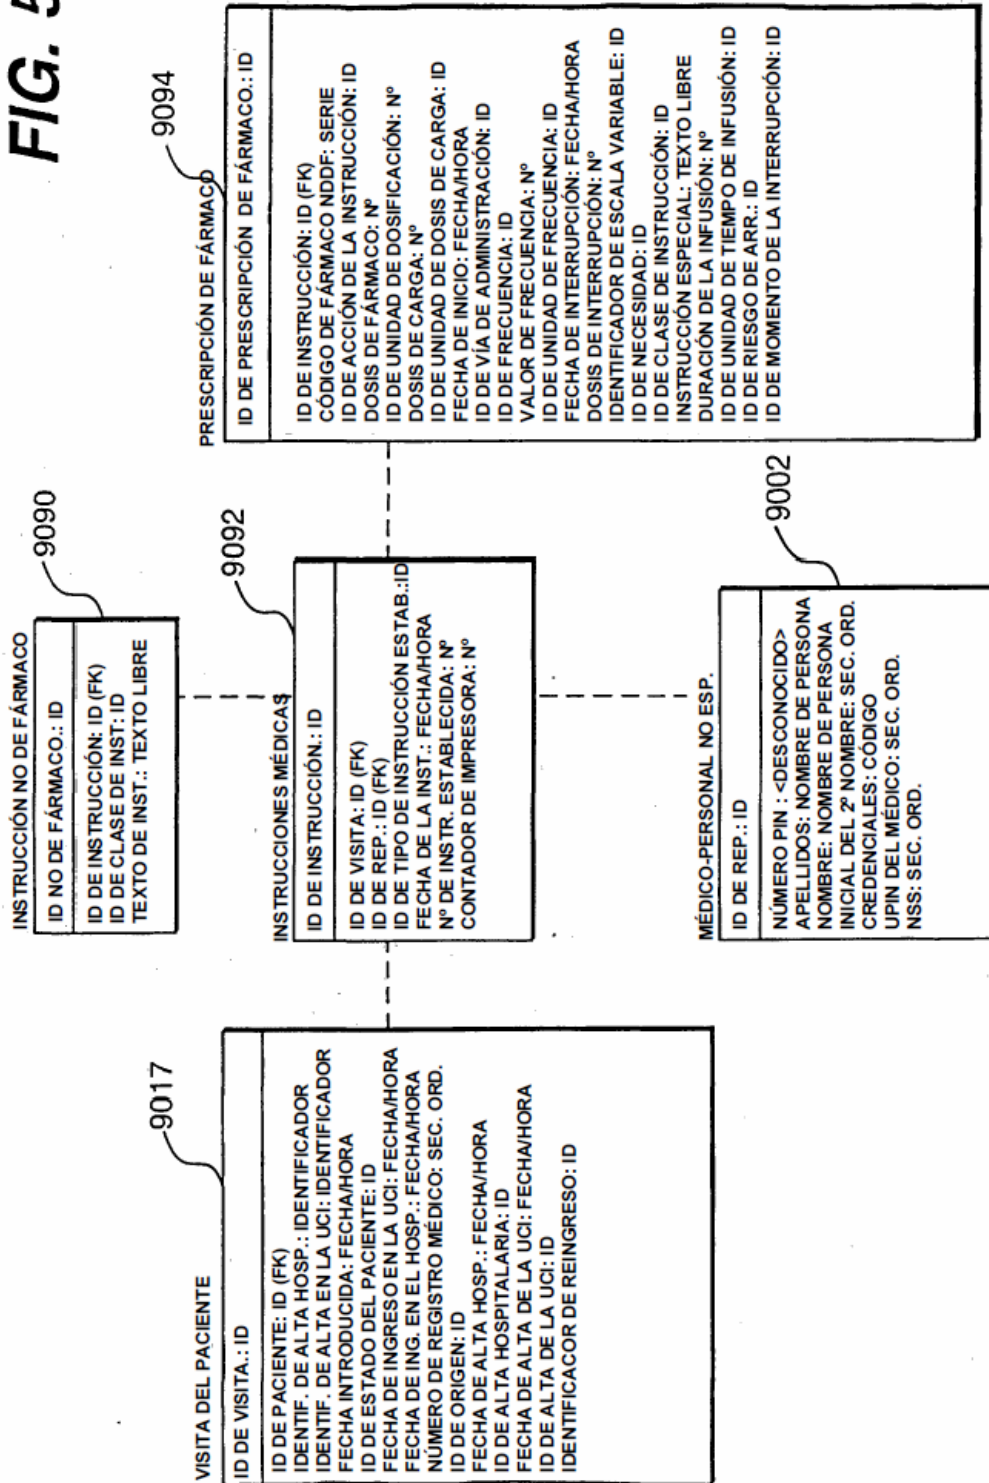 FIG. 5
VISITA DEL PACIENTE
9017
ID DE VISITA.: ID
ID DE PACIENTE: ID (FK)
IDENTIF. DE ALTA HOSP.: IDENTIFICADOR
IDENTIF. DE ALTA EN LA UCI: IDENTIFICADOR
FECHA INTRODUCIDA: FECHA/HORA
ID DE ESTADO DEL PACIENTE: ID
FECHA DE INGRESO EN LA UCI: FECHA/HORA
FECHA DE ING. EN EL HOSP.: FECHA/HORA
NÚMERO DE REGISTRO MÉDICO: SEC. ORD.
ID DE ORIGEN: ID
FECHA DE ALTA HOSP.: FECHA/HORA
ID DE ALTA HOSPITALARIA: ID
FECHA DE ALTA DE LA UCI: FECHA/HORA
ID DE ALTA DE LA UCI: ID
IDENTIFICACOR DE REINGRESO: ID
INSTRUCCIÓN NO DE FÁRMACO
9090
ID NO DE FÁRMACO.: ID
ID DE INSTRUCCIÓN: ID (FK)
ID DE CLASE DE INST: ID
TEXTO DE INST.: TEXTO LIBRE
INSTRUCCIONES MÉDICAS
9092
ID DE INSTRUCCIÓN.: ID
ID DE VISITA: ID (FK)
ID DE REP.: ID (FK)
ID DE TIPO DE INSTRUCCIÓN ESTAB.:ID
FECHA DE LA INST.: FECHA/HORA
Nº DE INSTR. ESTABLECIDA: Nº
CONTADOR DE IMPRESORA: Nº
MÉDICO-PERSONAL NO ESP.
9002
ID DE REP.: ID
NÚMERO PIN : <DESCONOCIDO>
APELLIDOS: NOMBRE DE PERSONA
NOMBRE: NOMBRE DE PERSONA
INICIAL DEL 2º NOMBRE: SEC. ORD.
CREDENCIALES: CÓDIGO
UPIN DEL MÉDICO: SEC. ORD.
NSS: SEC. ORD.
PRESCRIPCIÓN DE FÁRMACO
9094
ID DE PRESCRIPCIÓN DE FÁRMACO.: ID
ID DE INSTRUCCIÓN: ID (FK)
CÓDIGO DE FÁRMACO NDDF: SERIE
ID DE ACCIÓN DE LA INSTRUCCIÓN: ID
DOSIS DE FÁRMACO: Nº
ID DE UNIDAD DE DOSIFICACIÓN: Nº
DOSIS DE CARGA: Nº
ID DE UNIDAD DE DOSIS DE CARGA: ID
FECHA DE INICIO: FECHA/HORA
ID DE VÍA DE ADMINISTRACIÓN: ID
ID DE FRECUENCIA: ID
VALOR DE FRECUENCIA: Nº
ID DE UNIDAD DE FRECUENCIA: ID
FECHA DE INTERRUPCIÓN: FECHA/HORA
DOSIS DE INTERRUPCIÓN: Nº
IDENTIFICADOR DE ESCALA VARIABLE: ID
ID DE NECESIDAD: ID
ID DE CLASE DE INSTRUCCIÓN: ID
INSTRUCCIÓN ESPECIAL: TEXTO LIBRE
DURACIÓN DE LA INFUSIÓN: Nº
ID DE UNIDAD DE TIEMPO DE INFUSIÓN: ID
ID DE RIESGO DE ARR.: ID
ID DE MOMENTO DE LA INTERRUPCIÓN: ID